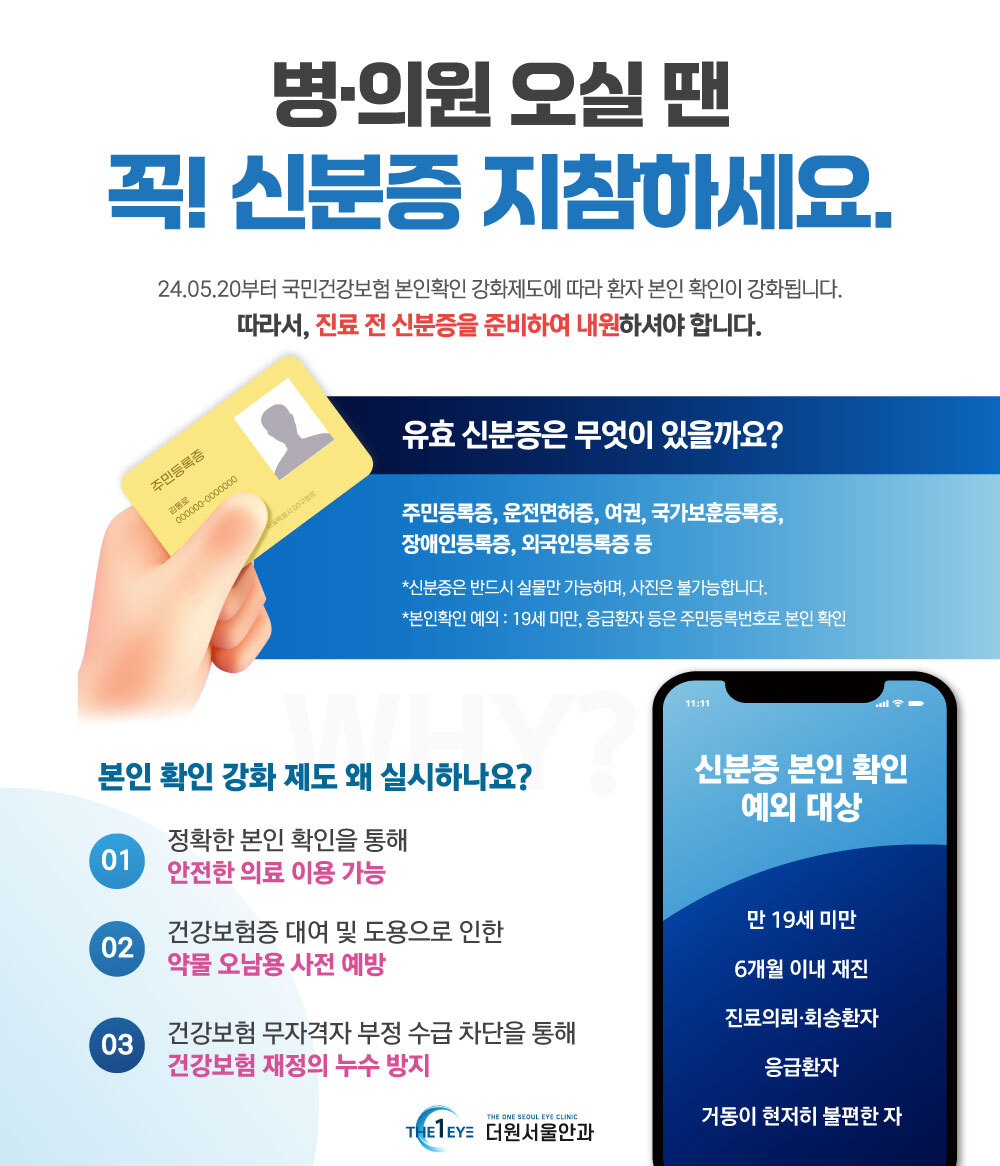 병·의원 오실 땐
꼭! 신분증 지참하세요.
24.05.20부터 국민건강보험 본인확인 강화제도에 따라 환자 본인 확인이 강화됩니다.
따라서, 진료 전 신분증을 준비하여 내원하셔야 합니다.
주민등록증
김통로
000000-0000000
서울특별시 OO구청장
유효 신분증은 무엇이 있을까요?
주민등록증, 운전면허증, 여권, 국가보훈등록증,
장애인등록증, 외국인등록증 등
*신분증은 반드시 실물만 가능하며, 사진은 불가능합니다.
*본인확인 예외 : 19세 미만, 응급환자 등은 주민등록번호로 본인 확인
WHY?
본인 확인 강화 제도 왜 실시하나요?
01
정확한 본인 확인을 통해
안전한 의료 이용 가능
02
건강보험증 대여 및 도용으로 인한
약물 오남용 사전 예방
03
건강보험 무자격자 부정 수급 차단을 통해
건강보험 재정의 누수 방지
11:11
신분증 본인 확인
예외 대상
만 19세 미만
6개월 이내 재진
진료의뢰·회송환자
응급환자
거동이 현저히 불편한 자
THE1EYE
THE ONE SEOUL EYE CLINIC
더원서울안과